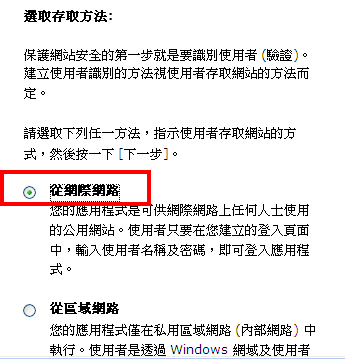 選取存取方法:
保護網站安全的第一步就是要識別使用者 (驗證)。
建立使用者識別的方法視使用者存取網站的方法而
定。
請選取下列任一方法,指示使用者存取網站的方
式,然後按一下 [下一步]。
從網際網路
您的應用程式是可供網際網路上任何人士使用
的公用網站。使用者只要在您建立的登入頁面
中,輸入使用者名稱及密碼,即可登入應用程
式。
從區域網路
您的應用程式僅在私用區域網路 (內部網路) 中
執行。使用者是透過 Windows 網域及使用者